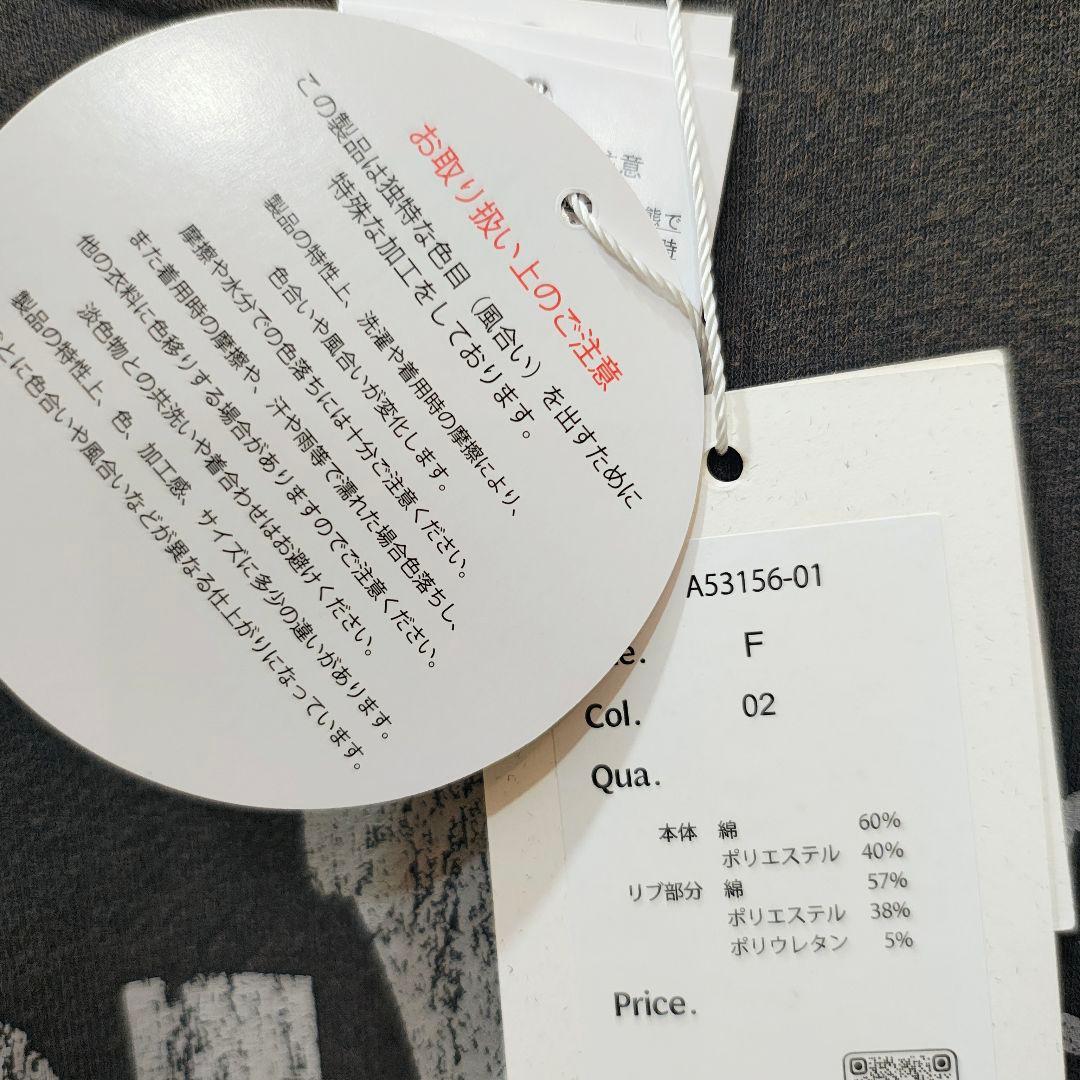 お取り扱い上のご注意
この製品は独特な色目（風合い）を出すために
特殊な加工をしております。
製品の特性上、洗濯や着用時の摩擦により、
色合いや風合いが変化します。
摩擦や水分での色落ちには十分ご注意ください。
また着用時の摩擦や、汗や雨等で濡れた場合色落ちし、
他の衣料に色移りする場合がありますのでご注意ください。
淡色物との共洗いや着合わせはお避けください。
製品の特性上、色、加工感、サイズに多少の違いがあります。
とに色合いや風合いなどが異なる仕上がりになっています。
意
態で
時
A53156-01
e. F
Col. 02
Qua.
本体 綿 60%
ポリエステル 40%
リブ部分 綿 57%
ポリエステル 38%
ポリウレタン 5%
Price.